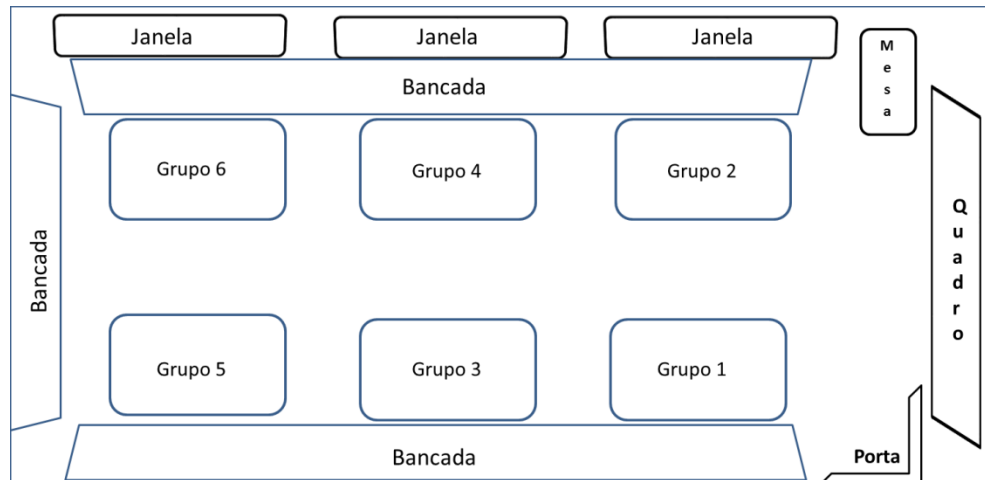 Janela
Janela
Janela
Mesa
Bancada
Grupo 6
Grupo 4
Grupo 2
Bancada
Quadro
Grupo 5
Grupo 3
Grupo 1
Bancada
Porta